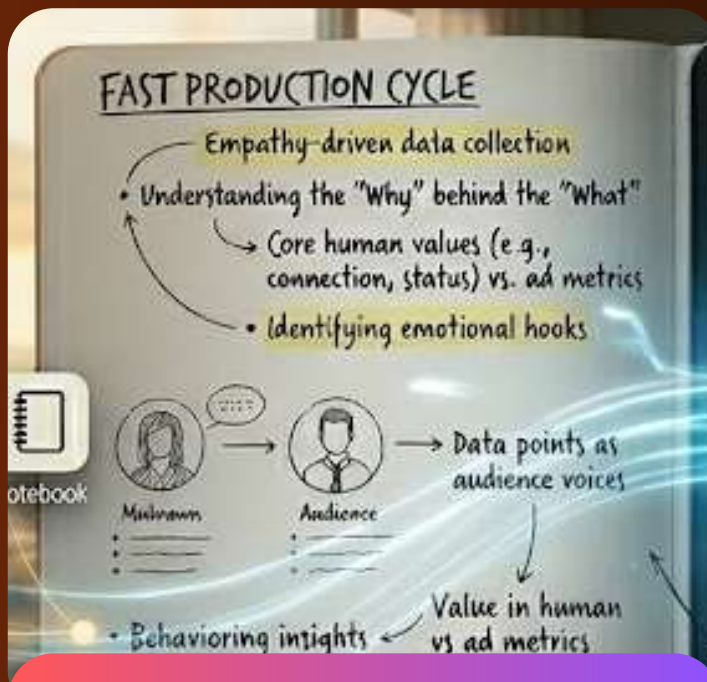 FAST PRODUCTION CYCLE
Empathy-driven data collection
• Understanding the "Why" behind the "What"
Core human values (e.g.,
connection, status) vs. ad metrics
• Identifying emotional hooks
otebook
Audience
Data points as
audience voices
Value in human
vs ad metrics
• Behavioring insights